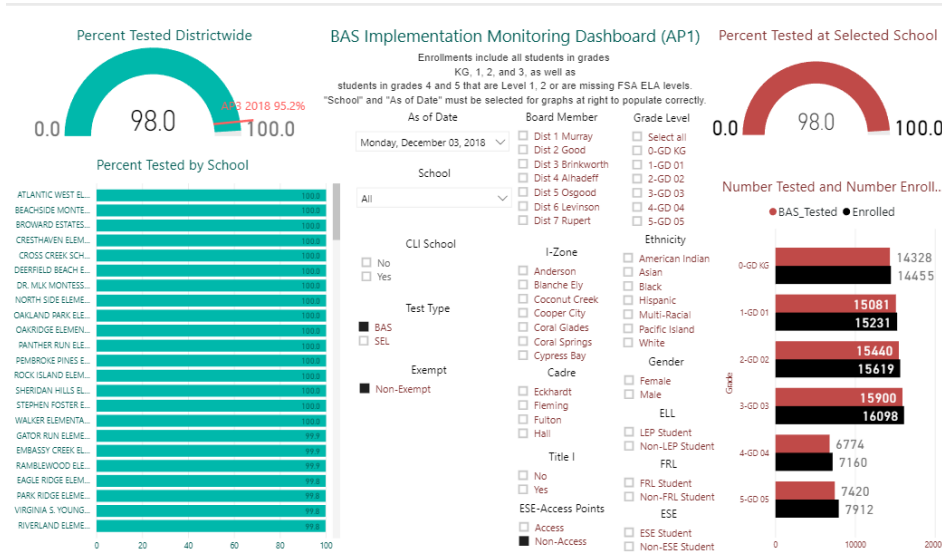 Percent Tested Districtwide
AP3 2018 95.2%
0.0
98.0
100.0
Percent Tested by School
ATLANTIC WEST EL... 100.0
BEACHSIDE MONTE... 100.0
BROWARD ESTATES... 100.0
CRESTHAVEN ELEM... 100.0
CROSS CREEK SCH... 100.0
DEERFIELD BEACH E... 100.0
DR. MLK MONTESS... 100.0
NORTH SIDE ELEME... 100.0
OAKLAND PARK ELE... 100.0
OAKRIDGE ELEMEN... 100.0
PANTHER RUN ELE... 100.0
PEMBROKE PINES E... 100.0
ROCK ISLAND ELEM... 100.0
SHERIDAN HILLS EL... 100.0
STEPHEN FOSTER E... 100.0
WALKER ELEMENTA... 100.0
GATOR RUN ELEME... 99.9
EMBASSY CREEK EL... 99.9
RAMBLEWOOD ELE... 99.9
EAGLE RIDGE ELEM... 99.8
PARK RIDGE ELEME... 99.8
VIRGINIA S. YOUNG... 99.8
RIVERLAND ELEME... 99.8
0 20 40 60 80 100
BAS Implementation Monitoring Dashboard (AP1)
Enrollments include all students in grades
KG, 1, 2, and 3, as well as
students in grades 4 and 5 that are Level 1, 2 or are missing FSA ELA levels.
"School" and "As of Date" must be selected for graphs at right to populate correctly.
As of Date
Monday, December 03, 2018
School
All
CLI School
No
Yes
Test Type
BAS
SEL
Exempt
Non-Exempt
Board Member
Dist 1 Murray
Dist 2 Good
Dist 3 Brinkworth
Dist 4 Alhadeff
Dist 5 Osgood
Dist 6 Levinson
Dist 7 Rupert
I-Zone
Anderson
Blanche Ely
Coconut Creek
Cooper City
Coral Glades
Coral Springs
Cypress Bay
Cadre
Eckhardt
Fleming
Fulton
Hall
Title I
No
Yes
ESE-Access Points
Access
Non-Access
Grade Level
Select all
0-GD KG
1-GD 01
2-GD 02
3-GD 03
4-GD 04
5-GD 05
Ethnicity
American Indian
Asian
Black
Hispanic
Multi-Racial
Pacific Island
White
Gender
Female
Male
ELL
LEP Student
Non-LEP Student
FRL
FRL Student
Non-FRL Student
ESE
ESE Student
Non-ESE Student
Percent Tested at Selected School
0.0
98.0
100.0
Number Tested and Number Enroll..
BAS_Tested Enrolled
Grade
0-GD KG
14328
14455
1-GD 01
15081
15231
2-GD 02
15440
15619
3-GD 03
15900
16098
4-GD 04
6774
7160
5-GD 05
7420
7912
0 10000 2000